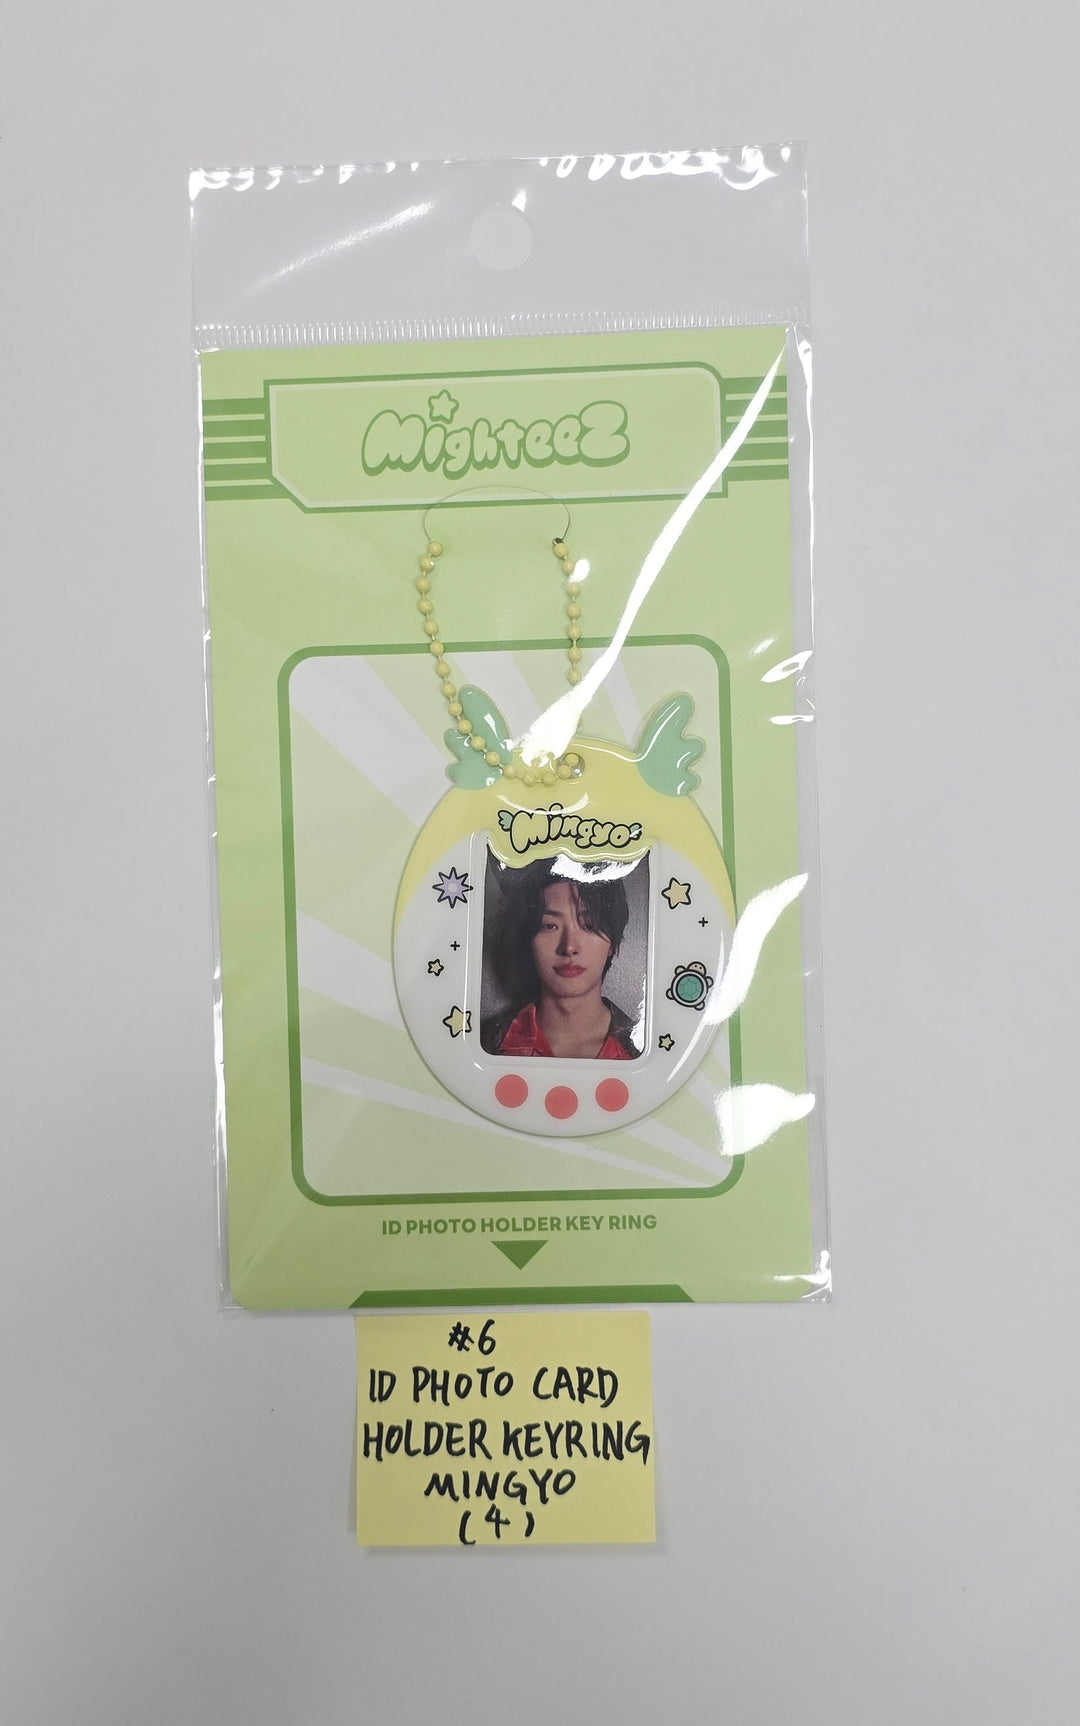 MighteeZ
Mingyo
ID PHOTO HOLDER KEY RING
#6
ID PHOTO CARD
HOLDER KEYRING
MINGYO
(4)